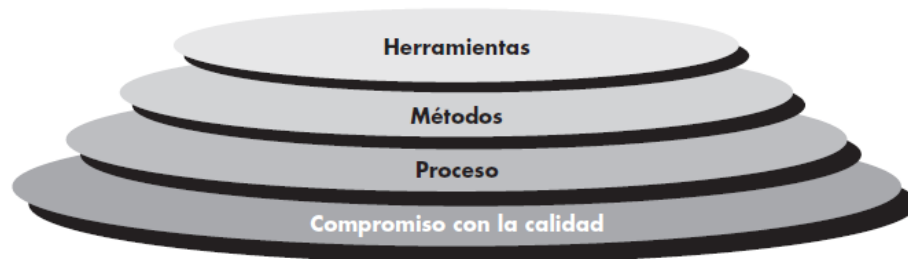 Herramientas
Métodos
Proceso
Compromiso con la calidad